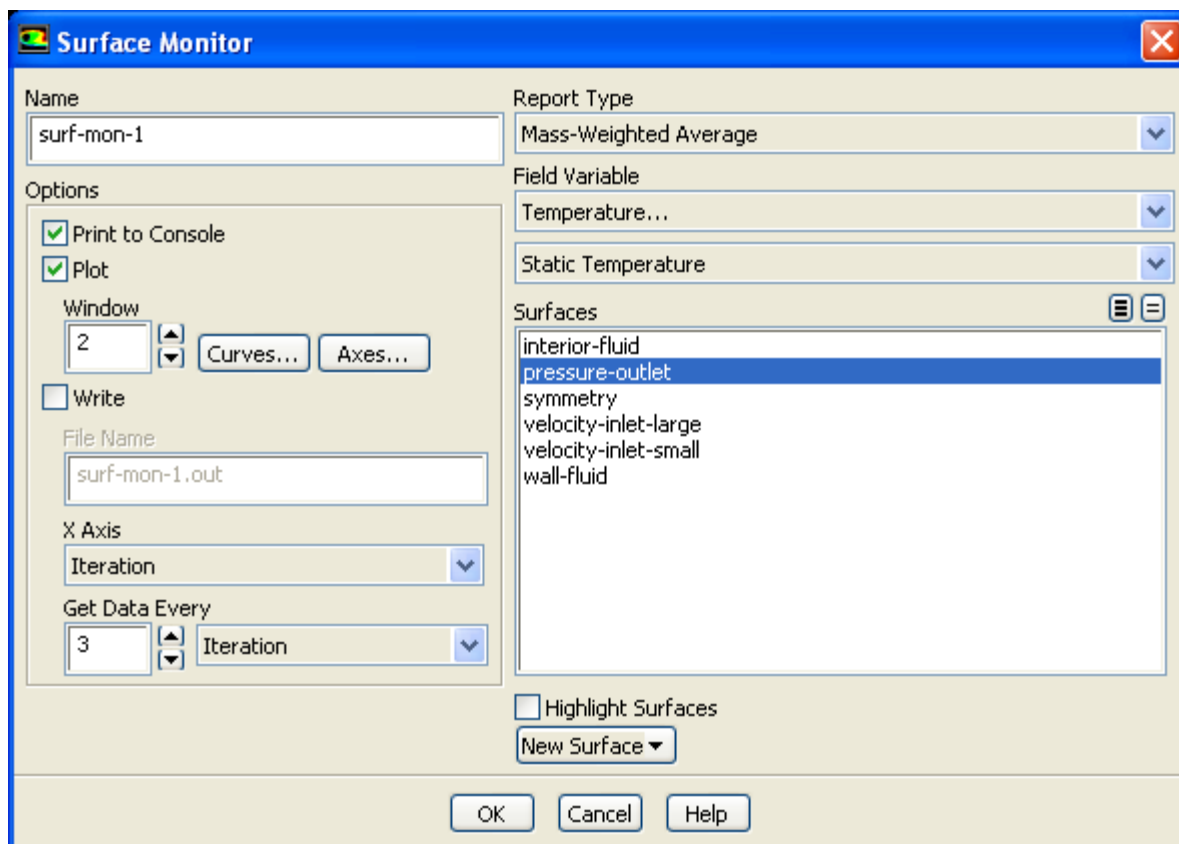 Surface Monitor
Name
surf-mon-1
Options
Print to Console
Plot
Window
2
Curves...
Axes...
Write
File Name
surf-mon-1.out
X Axis
Iteration
Get Data Every
3
Iteration
Report Type
Mass-Weighted Average
Field Variable
Temperature...
Static Temperature
Surfaces
interior-fluid
pressure-outlet
symmetry
velocity-inlet-large
velocity-inlet-small
wall-fluid
Highlight Surfaces
New Surface
OK
Cancel
Help